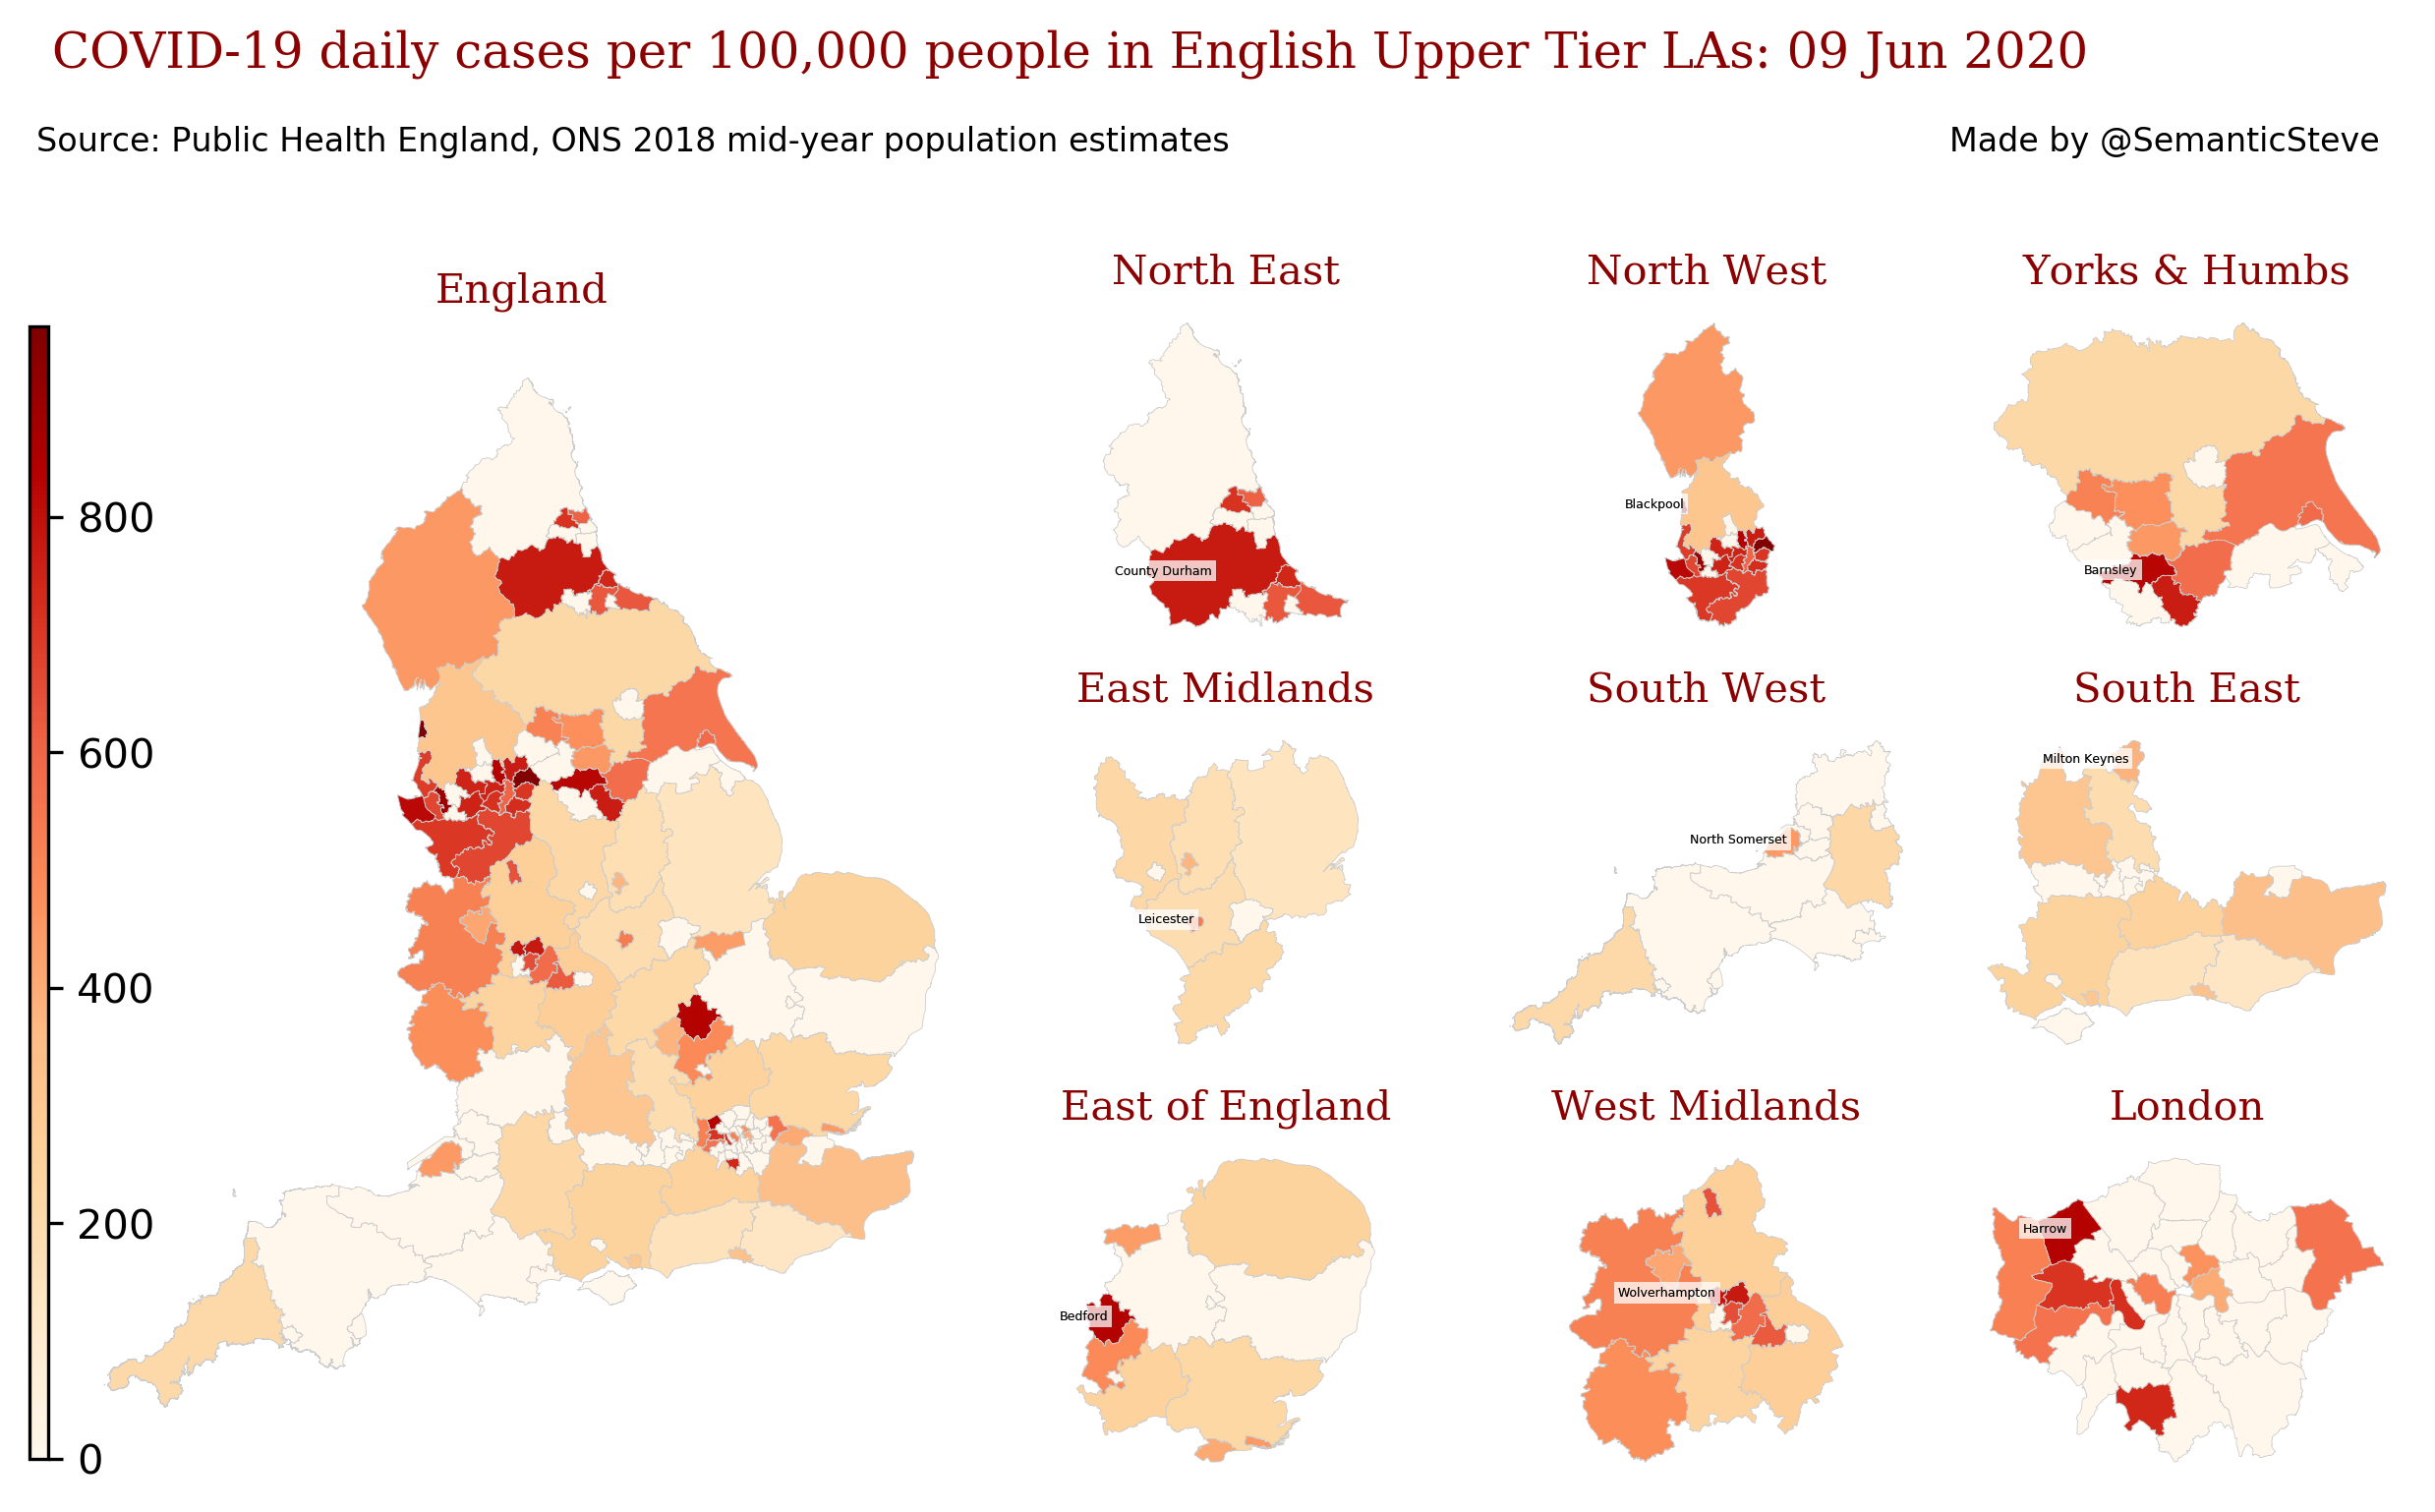 COVID-19 daily cases per 100,000 people in English Upper Tier LAs: 09 Jun 2020
Source: Public Health England, ONS 2018 mid-year population estimates
Made by @SemanticSteve
England
800
600
400
200
0
North East
County Durham
North West
Blackpool
Yorks & Humbs
Barnsley
East Midlands
Leicester
South West
North Somerset
South East
Milton Keynes
East of England
Bedford
West Midlands
Wolverhampton
London
Harrow